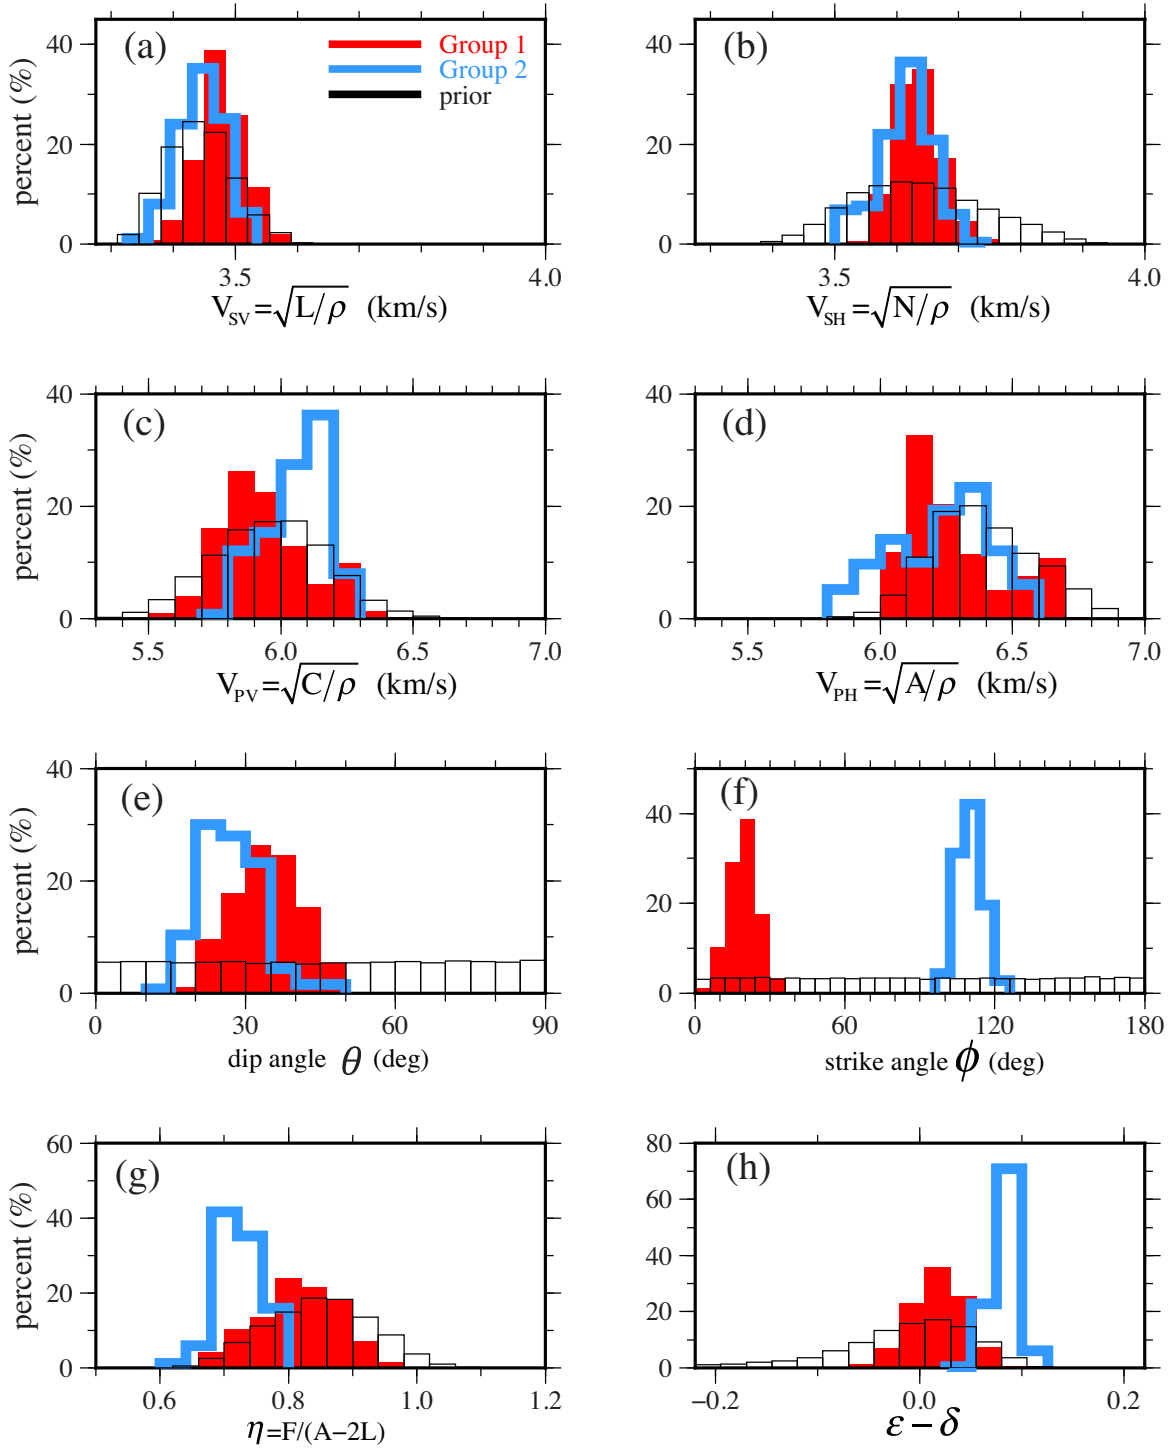 (a)
Group 1
Group 2
prior
percent (%)
0
20
40
3.5
4.0
V_SV=√L/ρ (km/s)
(b)
0
20
40
3.5
4.0
V_SH=√N/ρ (km/s)
(c)
percent (%)
0
20
40
5.5
6.0
6.5
7.0
V_PV=√C/ρ (km/s)
(d)
0
20
40
5.5
6.0
6.5
7.0
V_PH=√A/ρ (km/s)
(e)
percent (%)
0
10
20
30
40
0
30
60
90
dip angle θ (deg)
(f)
0
20
40
0
60
120
180
strike angle ϕ (deg)
(g)
percent (%)
0
20
40
60
0.6
0.8
1.0
1.2
η=F/(A−2L)
(h)
0
20
40
60
80
−0.2
0.0
0.2
ε−δ